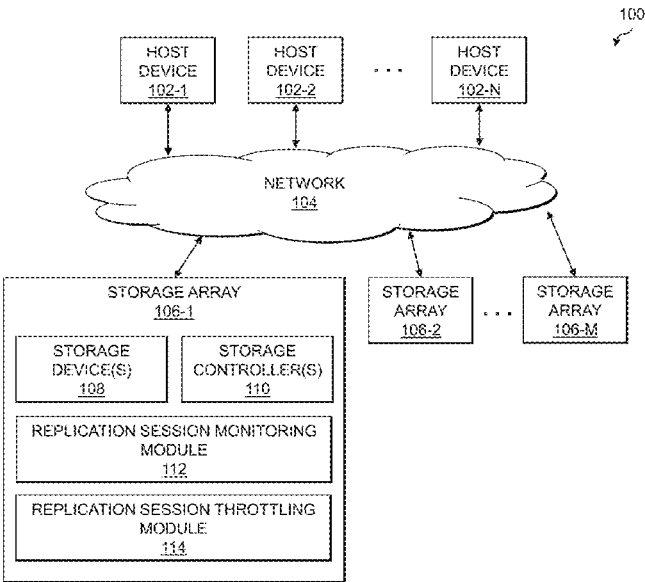 100
HOST
DEVICE
102-1
HOST
DEVICE
102-2
. . .
HOST
DEVICE
102-N
NETWORK
104
STORAGE ARRAY
106-1
STORAGE
DEVICE(S)
108
STORAGE
CONTROLLER(S)
110
REPLICATION SESSION MONITORING
MODULE
112
REPLICATION SESSION THROTTLING
MODULE
114
STORAGE
ARRAY
106-2
. . .
STORAGE
ARRAY
106-M